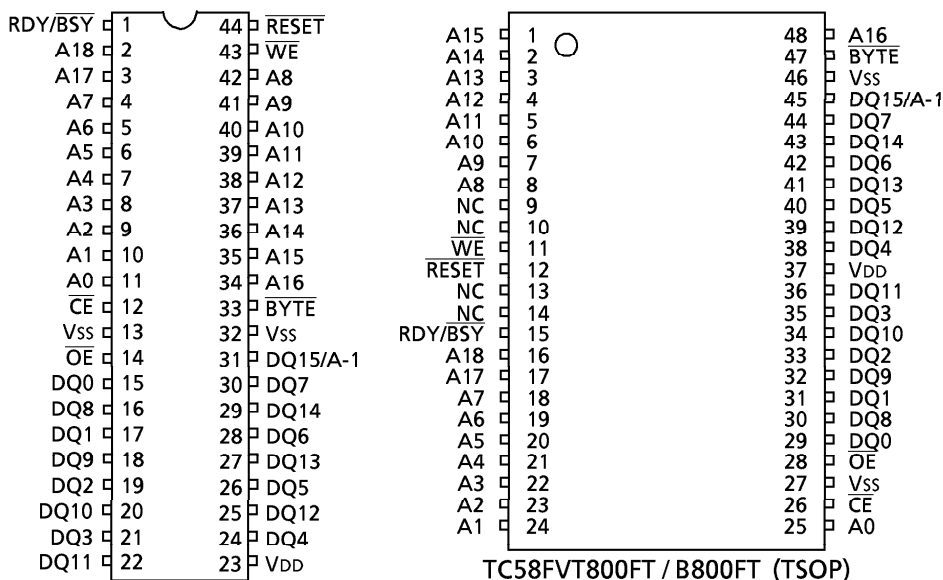 RDY/BSY 1 44 RESET
A18 2 43 WE
A17 3 42 A8
A7 4 41 A9
A6 5 40 A10
A5 6 39 A11
A4 7 38 A12
A3 8 37 A13
A2 9 36 A14
A1 10 35 A15
A0 11 34 A16
CE 12 33 BYTE
VSS 13 32 VSS
OE 14 31 DQ15/A-1
DQ0 15 30 DQ7
DQ8 16 29 DQ14
DQ1 17 28 DQ6
DQ9 18 27 DQ13
DQ2 19 26 DQ5
DQ10 20 25 DQ12
DQ3 21 24 DQ4
DQ11 22 23 VDD
A15 1 48 A16
A14 2 47 BYTE
A13 3 46 VSS
A12 4 45 DQ15/A-1
A11 5 44 DQ7
A10 6 43 DQ14
A9 7 42 DQ6
A8 8 41 DQ13
NC 9 40 DQ5
NC 10 39 DQ12
WE 11 38 DQ4
RESET 12 37 VDD
NC 13 36 DQ11
NC 14 35 DQ3
RDY/BSY 15 34 DQ10
A18 16 33 DQ2
A17 17 32 DQ9
A7 18 31 DQ1
A6 19 30 DQ8
A5 20 29 DQ0
A4 21 28 OE
A3 22 27 VSS
A2 23 26 CE
A1 24 25 A0
TC58FVT800FT / B800FT (TSOP)